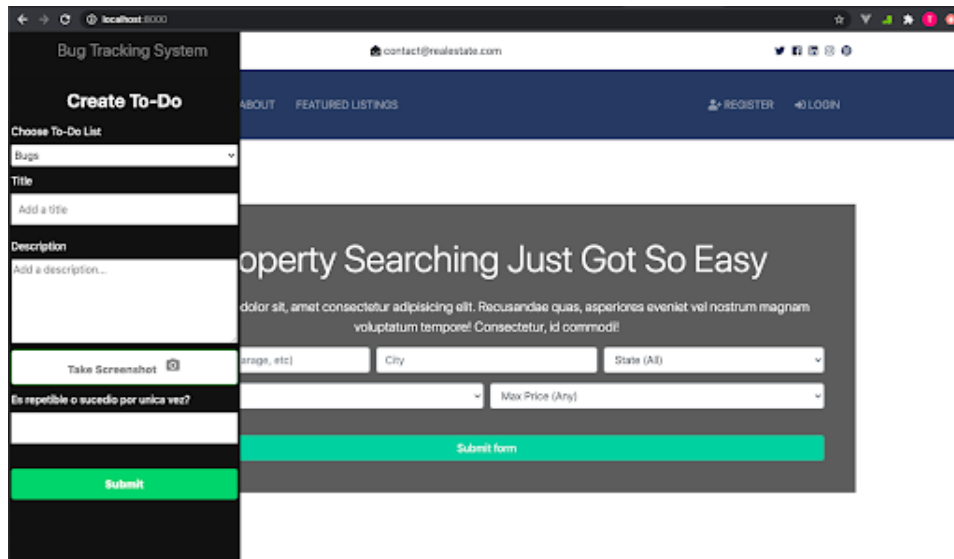 localhost:8000
Bug Tracking System
contact@realestate.com
Create To-Do
ABOUT FEATURED LISTINGS
REGISTER LOGIN
Choose To-Do List
Bugs
Title
Add a title
Description
Add a description...
operty Searching Just Got So Easy
dolor sit, amet consectetur adipisicing elit. Recusandae quas, asperiores eveniet vel nostrum magnam
voluptatum tempore! Consectetur, id commodi!
Take Screenshot
arage, etc) City State (All)
Es repetible o sucedio por unica vez?
Max Price (Any)
Submit form
Submit